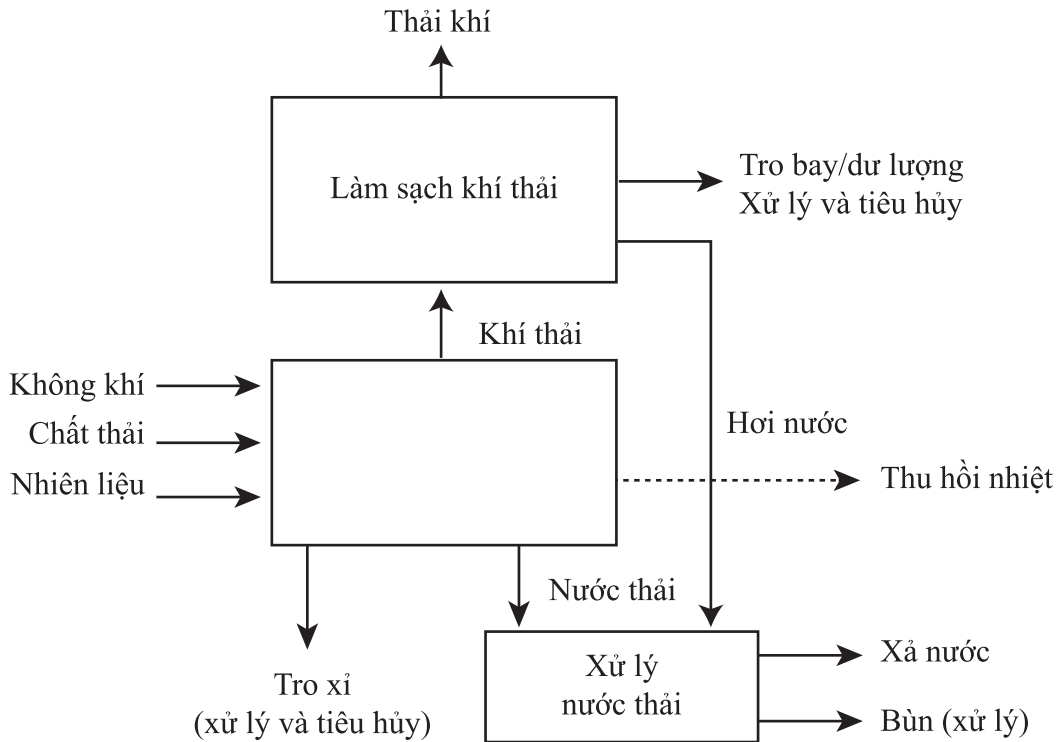 Thải khí
Làm sạch khí thải
Tro bay/dư lượng
Xử lý và tiêu hủy
Khí thải
Không khí
Chất thải
Nhiên liệu
Hơi nước
Thu hồi nhiệt
Nước thải
Tro xỉ
(xử lý và tiêu hủy)
Xử lý
nước thải
Xả nước
Bùn (xử lý)